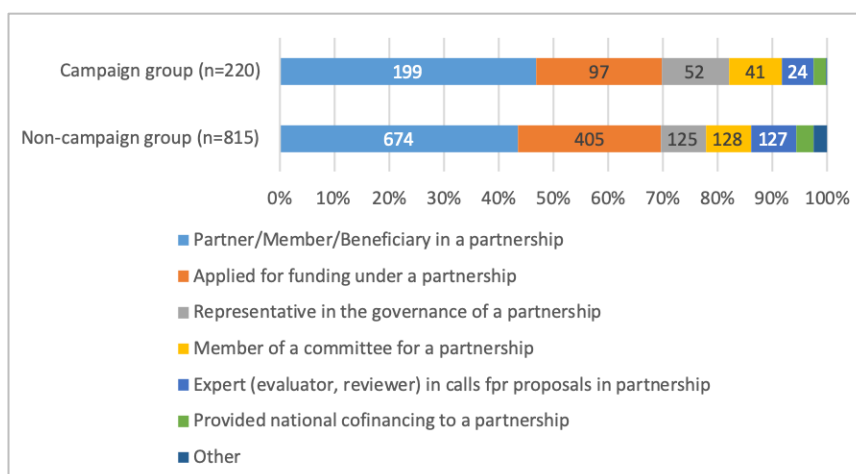 Campaign group (n=220) 199 97 52 41 24
Non-campaign group (n=815) 674 405 125 128 127
0% 10% 20% 30% 40% 50% 60% 70% 80% 90% 100%
Partner/Member/Beneficiary in a partnership
Applied for funding under a partnership
Representative in the governance of a partnership
Member of a committee for a partnership
Expert (evaluator, reviewer) in calls fpr proposals in partnership
Provided national cofinancing to a partnership
Other